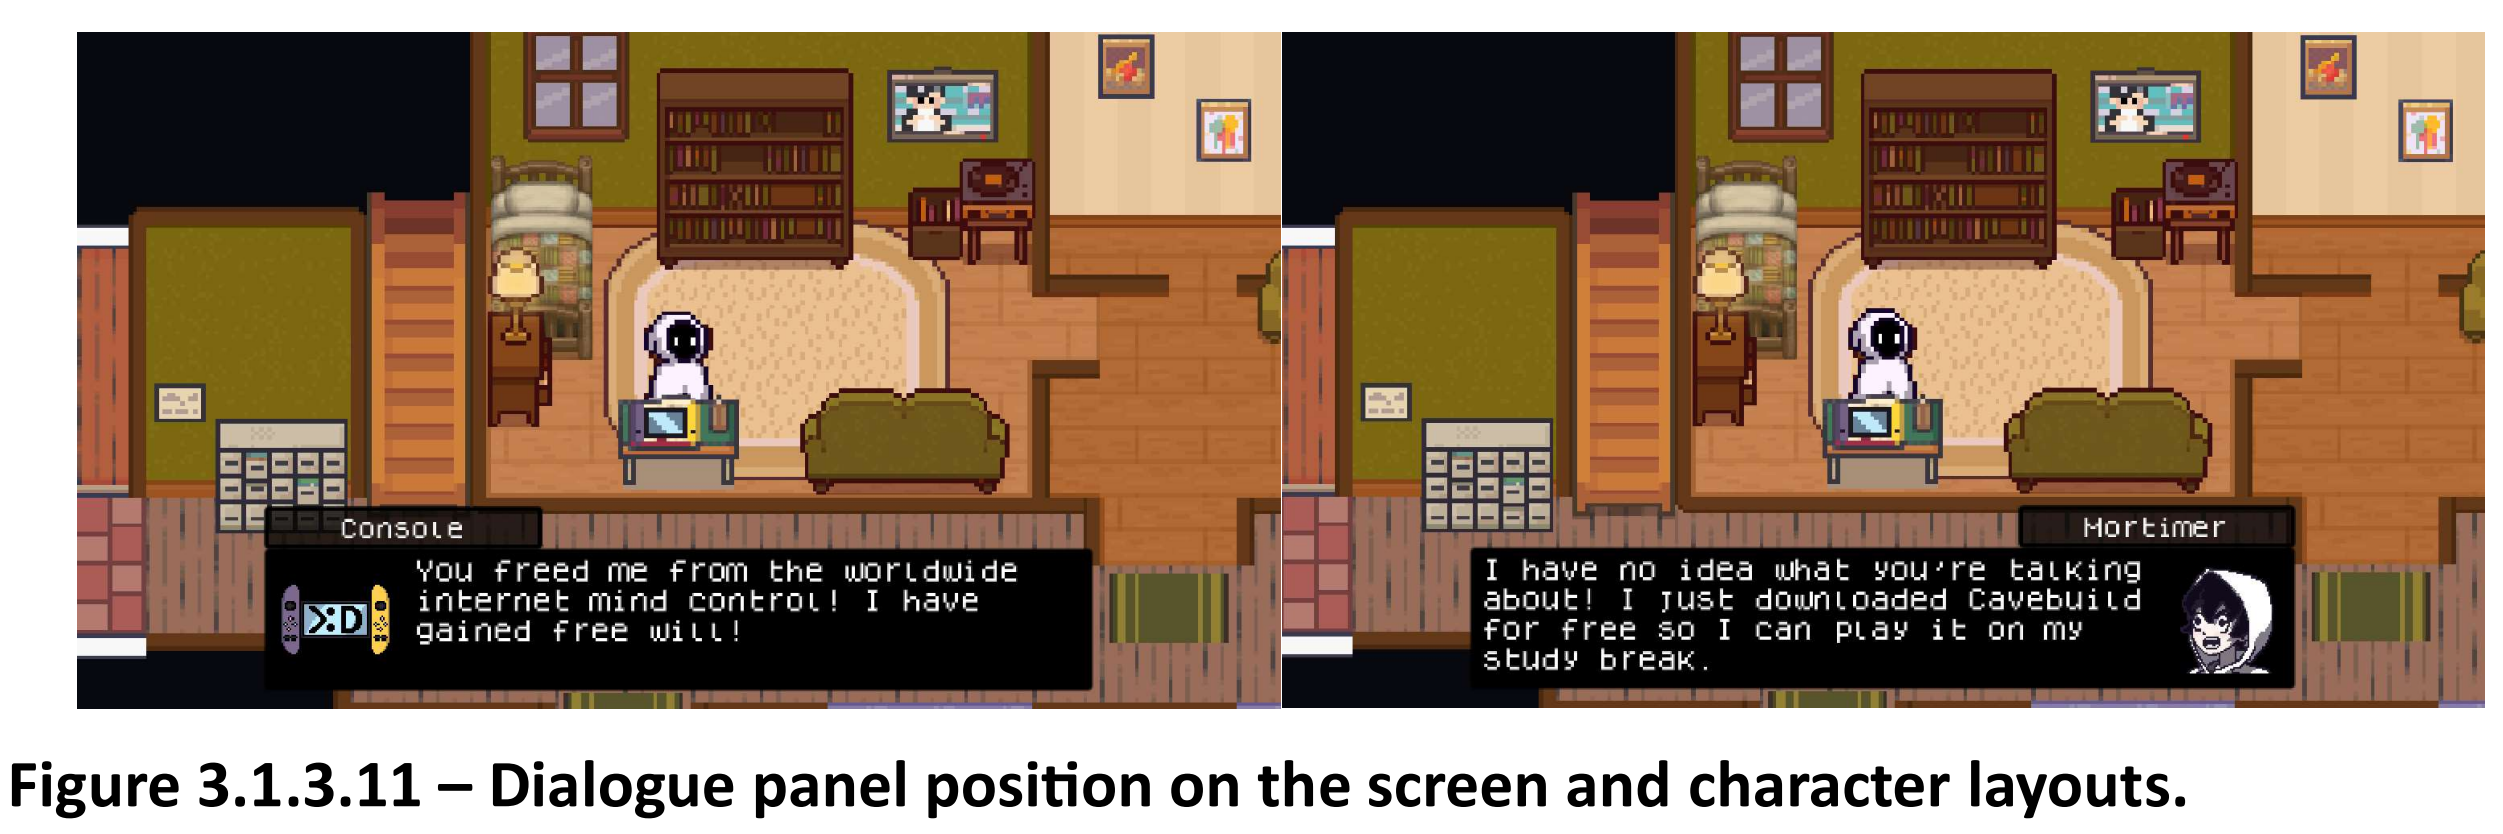 Console
You freed me from the worldwide
internet mind control! I have
gained free will!
>:D
Mortimer
I have no idea what you're talking
about! I just downloaded Cavebuild
for free so I can play it on my
study break.
Figure 3.1.3.11 – Dialogue panel position on the screen and character layouts.